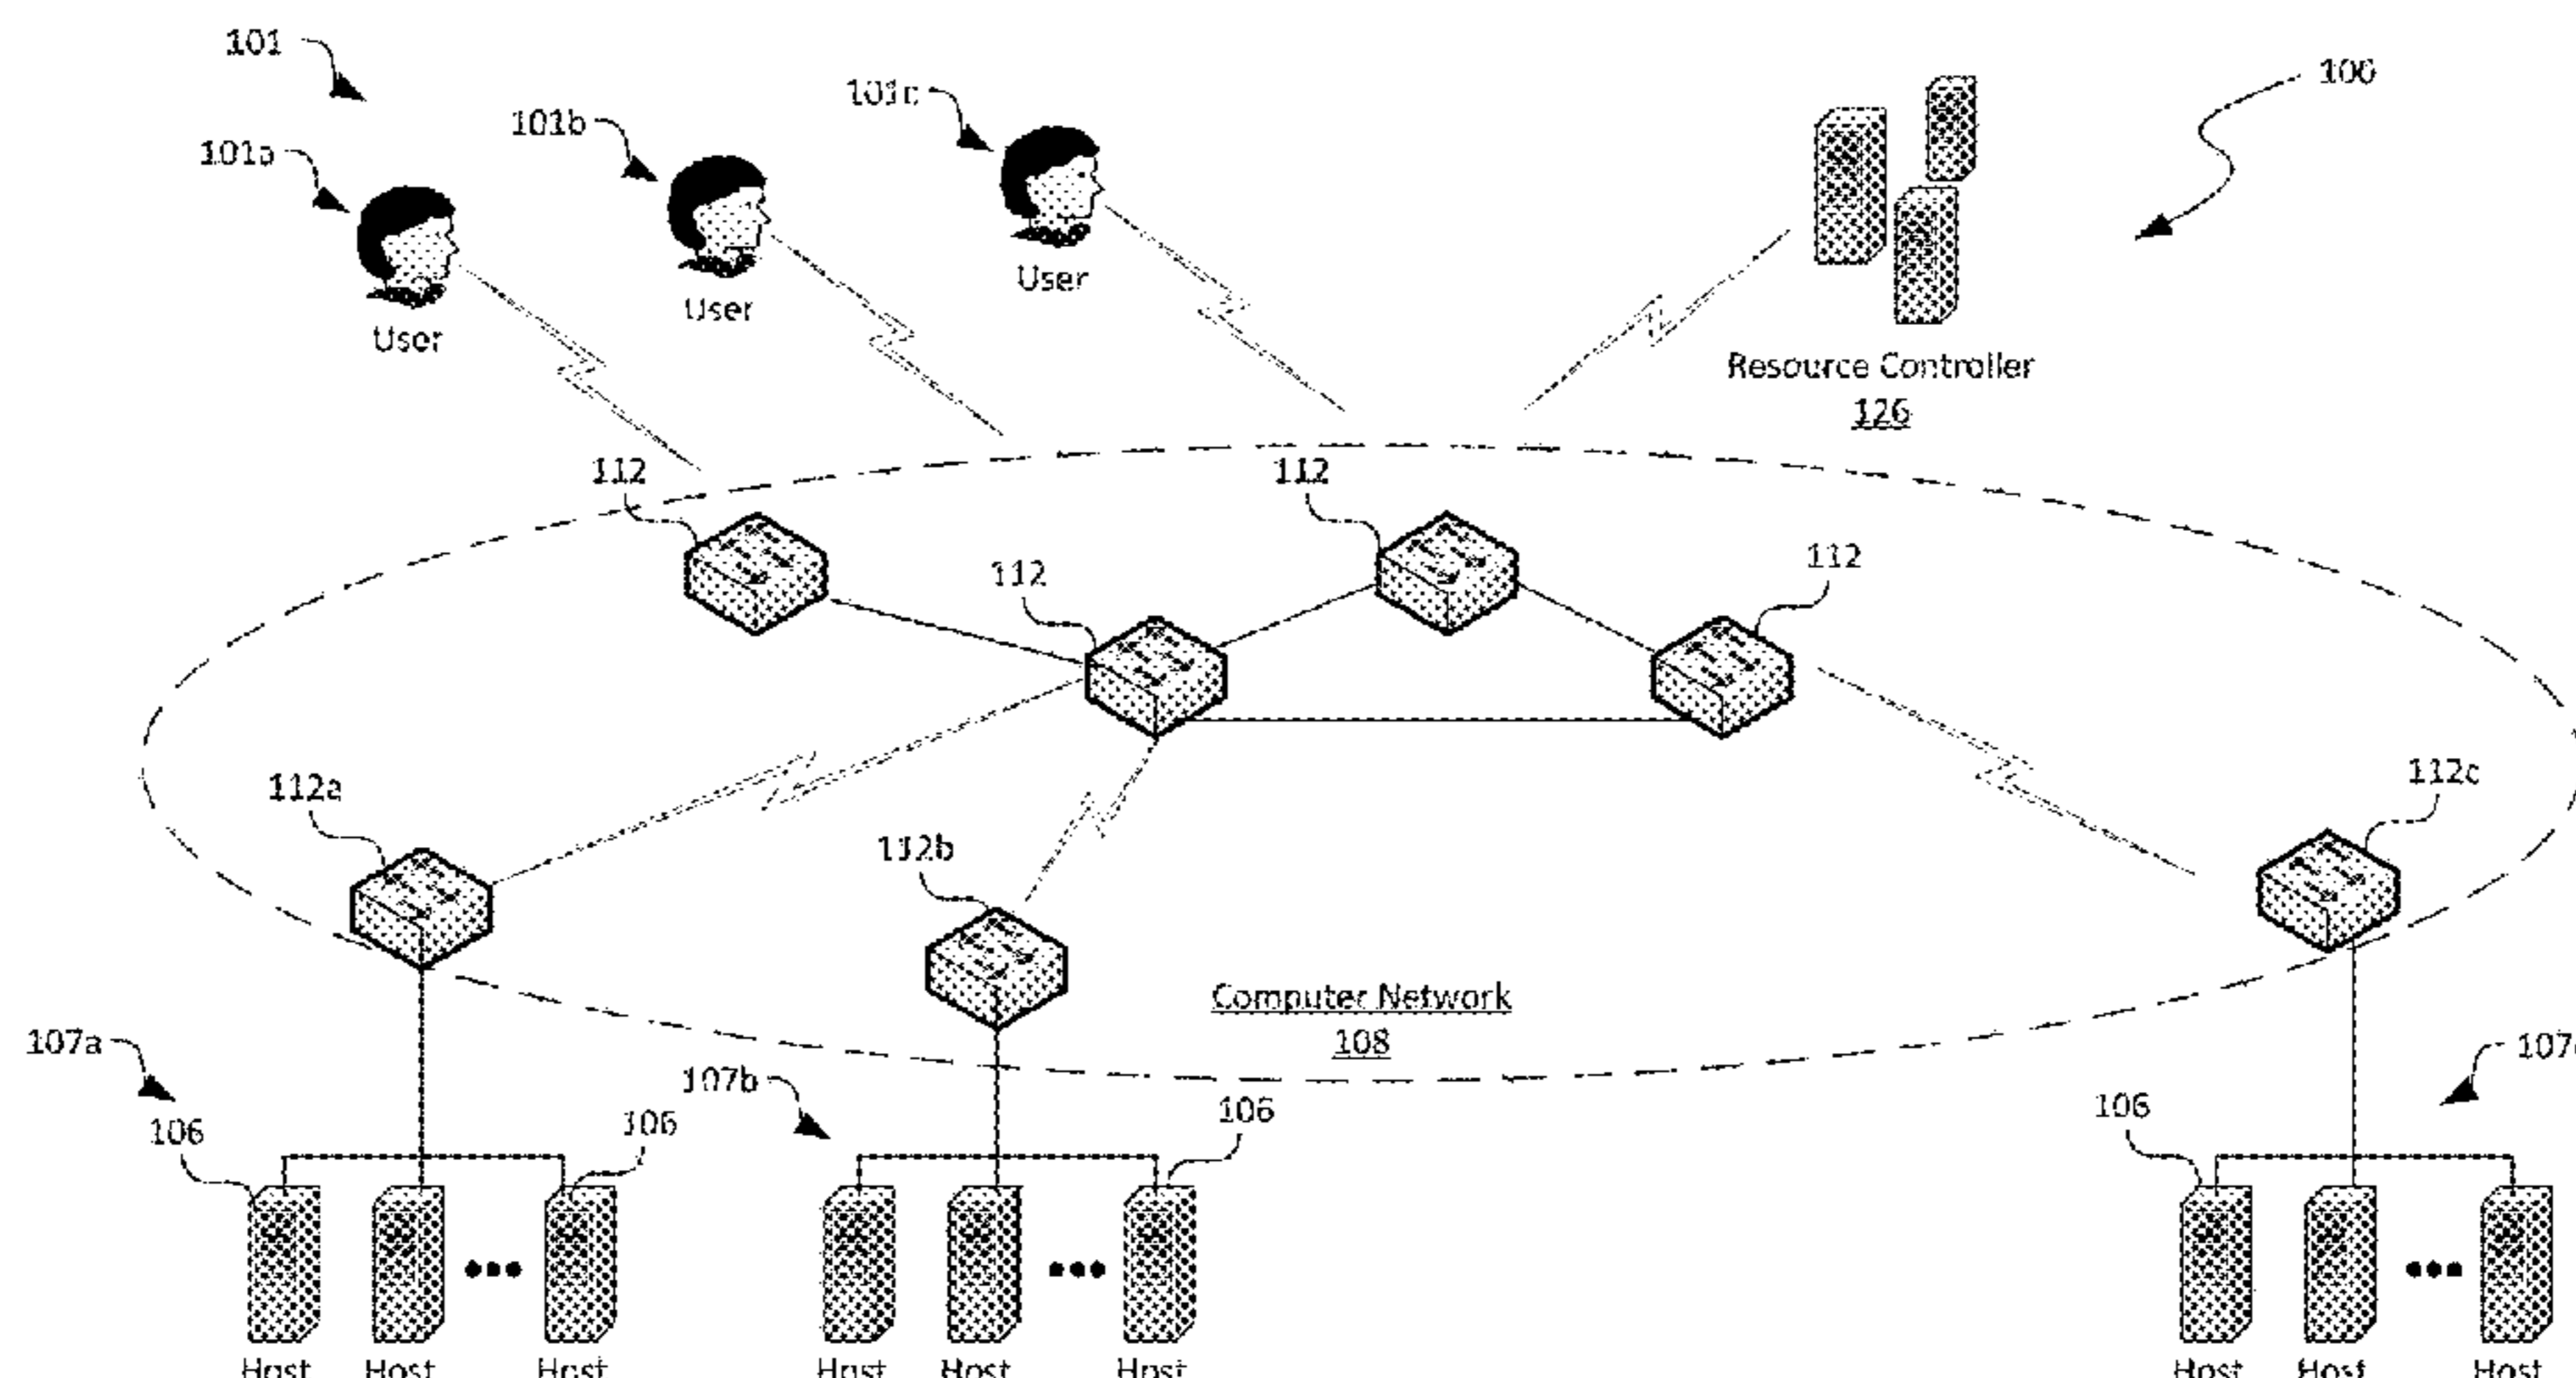 101
100
101c
101b
101a
User
User
User
Resource Controller
126
112
112
112
112
112a
112b
112c
Computer Network
108
107a
107b
106
106
106
106
Host
Host
Host
Host
Host
Host
Host
Host
Host